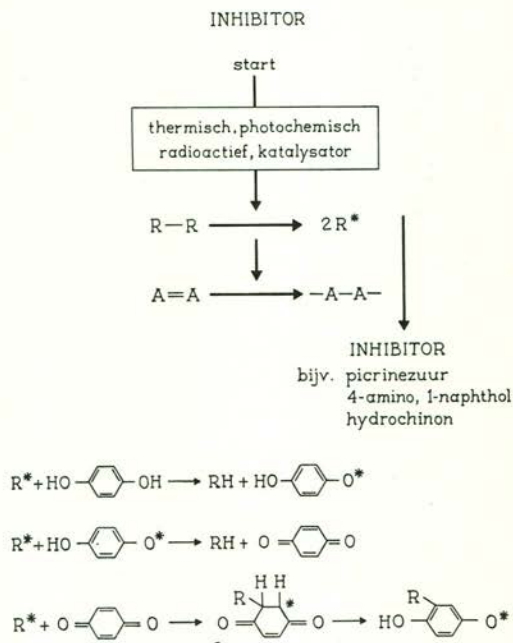 INHIBITOR
start
thermisch, photochemisch
radioactief, katalysator
R—R → 2R*
A=A → —A—A—
INHIBITOR
bijv. picrinezuur
4-amino, 1-naphthol
hydrochinon
R*+HO OH → RH + HO O*
R*+HO O* → RH + O O
R*+ O O → O R H H * O → HO R O*